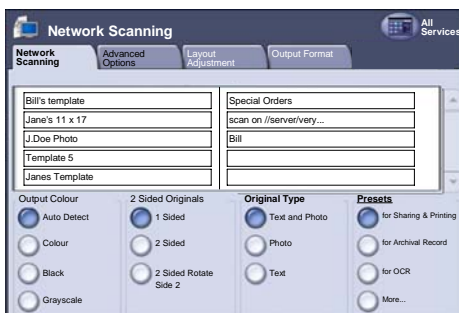 Network Scanning
All Services
Network Scanning
Advanced Options
Layout Adjustment
Output Format
Bill's template
Jane's 11 x 17
J.Doe Photo
Template 5
Janes Template
Special Orders
scan on //server/very...
Bill
Output Colour
Auto Detect
Colour
Black
Grayscale
2 Sided Originals
1 Sided
2 Sided
2 Sided Rotate
Side 2
Original Type
Text and Photo
Photo
Text
Presets
for Sharing & Printing
for Archival Record
for OCR
More...